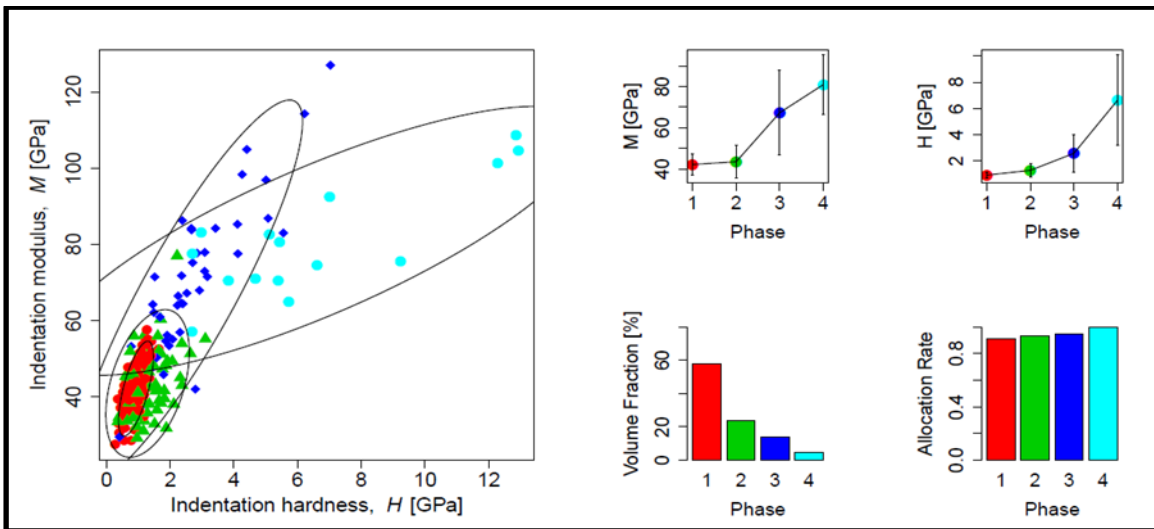 Indentation modulus, M [GPa]
120
100
80
60
40
0 2 4 6 8 10 12
Indentation hardness, H [GPa]
M [GPa]
80
60
40
1 2 3 4
Phase
H [GPa]
8
6
4
2
1 2 3 4
Phase
Volume Fraction [%]
60
20
0
1 2 3 4
Phase
Allocation Rate
0.8
0.4
0.0
1 2 3 4
Phase